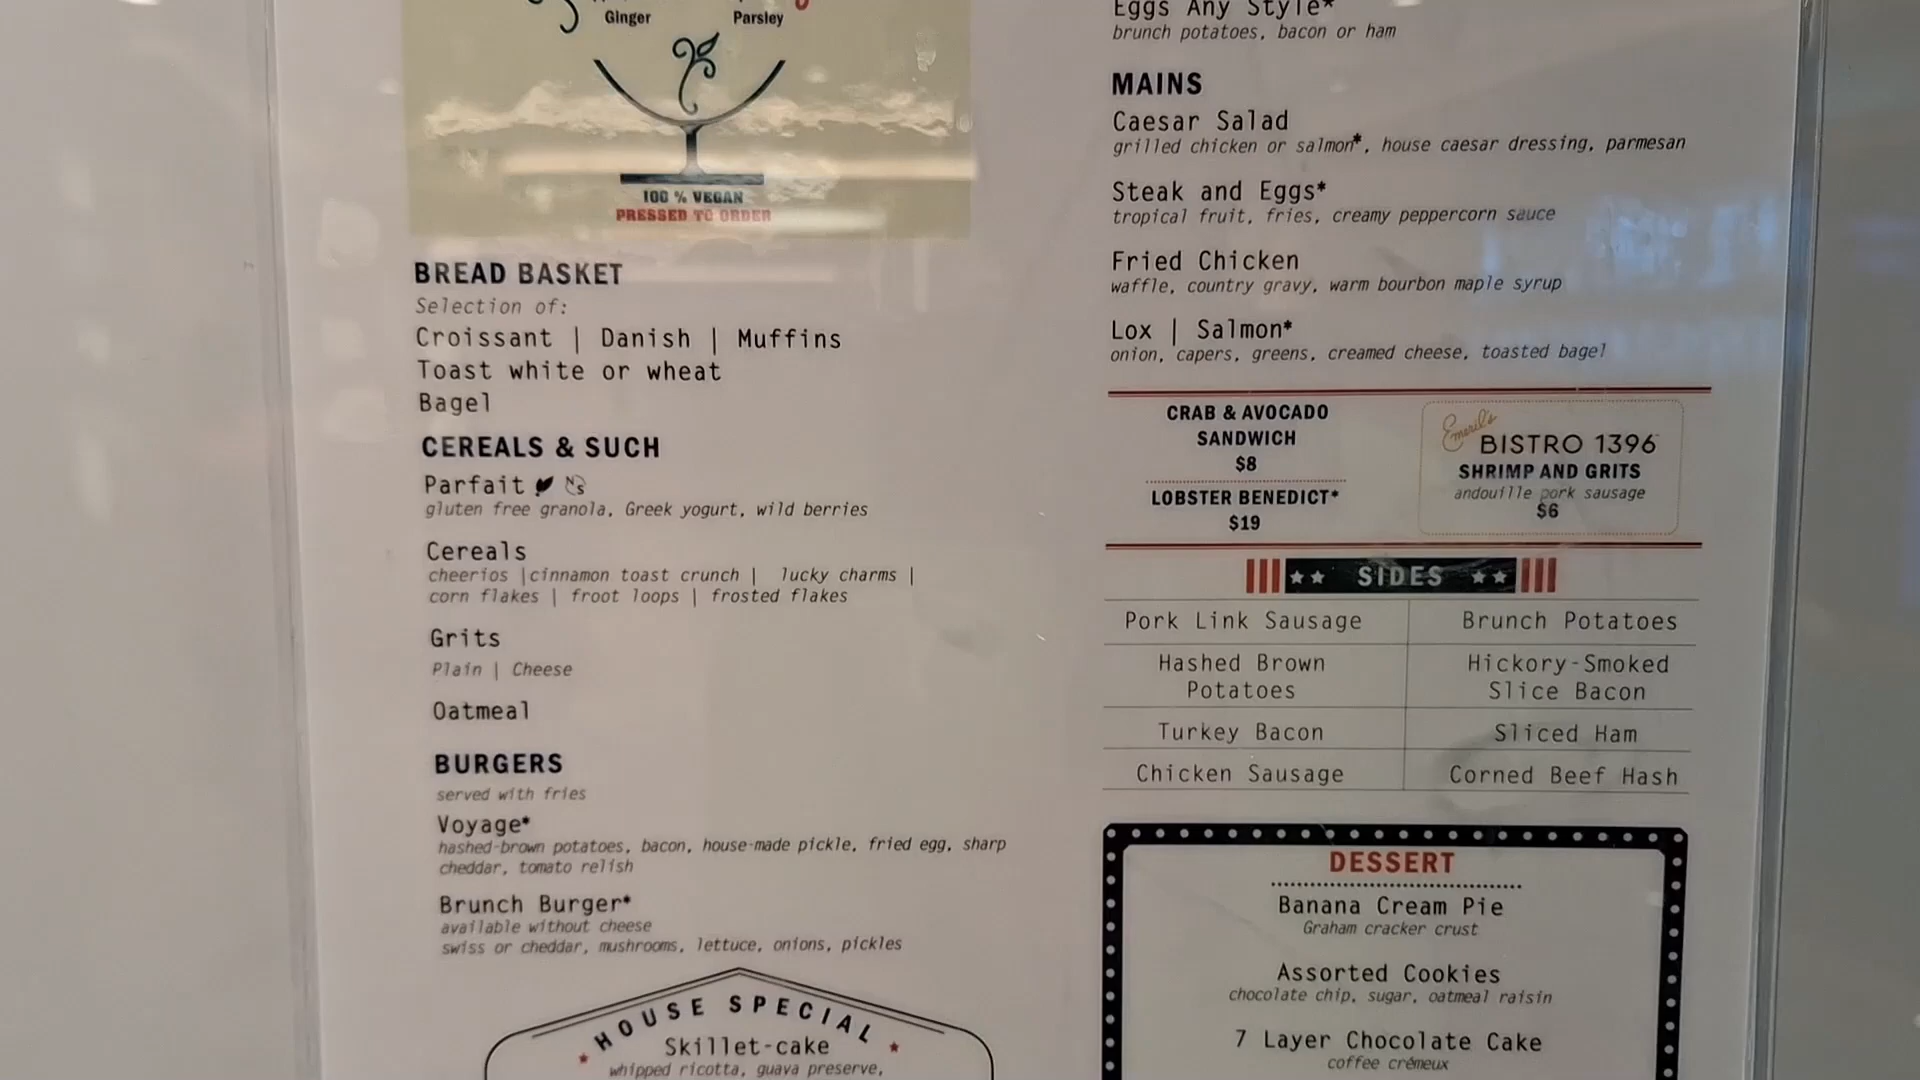 Ginger
Parsley
100 % VEGAN
PRESSED TO ORDER
BREAD BASKET
Selection of:
Croissant | Danish | Muffins
Toast white or wheat
Bagel
CEREALS & SUCH
Parfait
gluten free granola, Greek yogurt, wild berries
Cereals
cheerios |cinnamon toast crunch | lucky charms |
corn flakes | froot loops | frosted flakes
Grits
Plain | Cheese
Oatmeal
BURGERS
served with fries
Voyage*
hashed-brown potatoes, bacon, house-made pickle, fried egg, sharp
cheddar, tomato relish
Brunch Burger*
available without cheese
swiss or cheddar, mushrooms, lettuce, onions, pickles
HOUSE SPECIAL
Skillet-cake
whipped ricotta, guava preserve,
Eggs Any Style*
brunch potatoes, bacon or ham
MAINS
Caesar Salad
grilled chicken or salmon*, house caesar dressing, parmesan
Steak and Eggs*
tropical fruit, fries, creamy peppercorn sauce
Fried Chicken
waffle, country gravy, warm bourbon maple syrup
Lox | Salmon*
onion, capers, greens, creamed cheese, toasted bagel
CRAB & AVOCADO
SANDWICH
$8
LOBSTER BENEDICT*
$19
Emeril's
BISTRO 1396
SHRIMP AND GRITS
andouille pork sausage
$6
SIDES
Pork Link Sausage
Brunch Potatoes
Hashed Brown
Potatoes
Hickory-Smoked
Slice Bacon
Turkey Bacon
Sliced Ham
Chicken Sausage
Corned Beef Hash
DESSERT
Banana Cream Pie
Graham cracker crust
Assorted Cookies
chocolate chip, sugar, oatmeal raisin
7 Layer Chocolate Cake
coffee crémeux